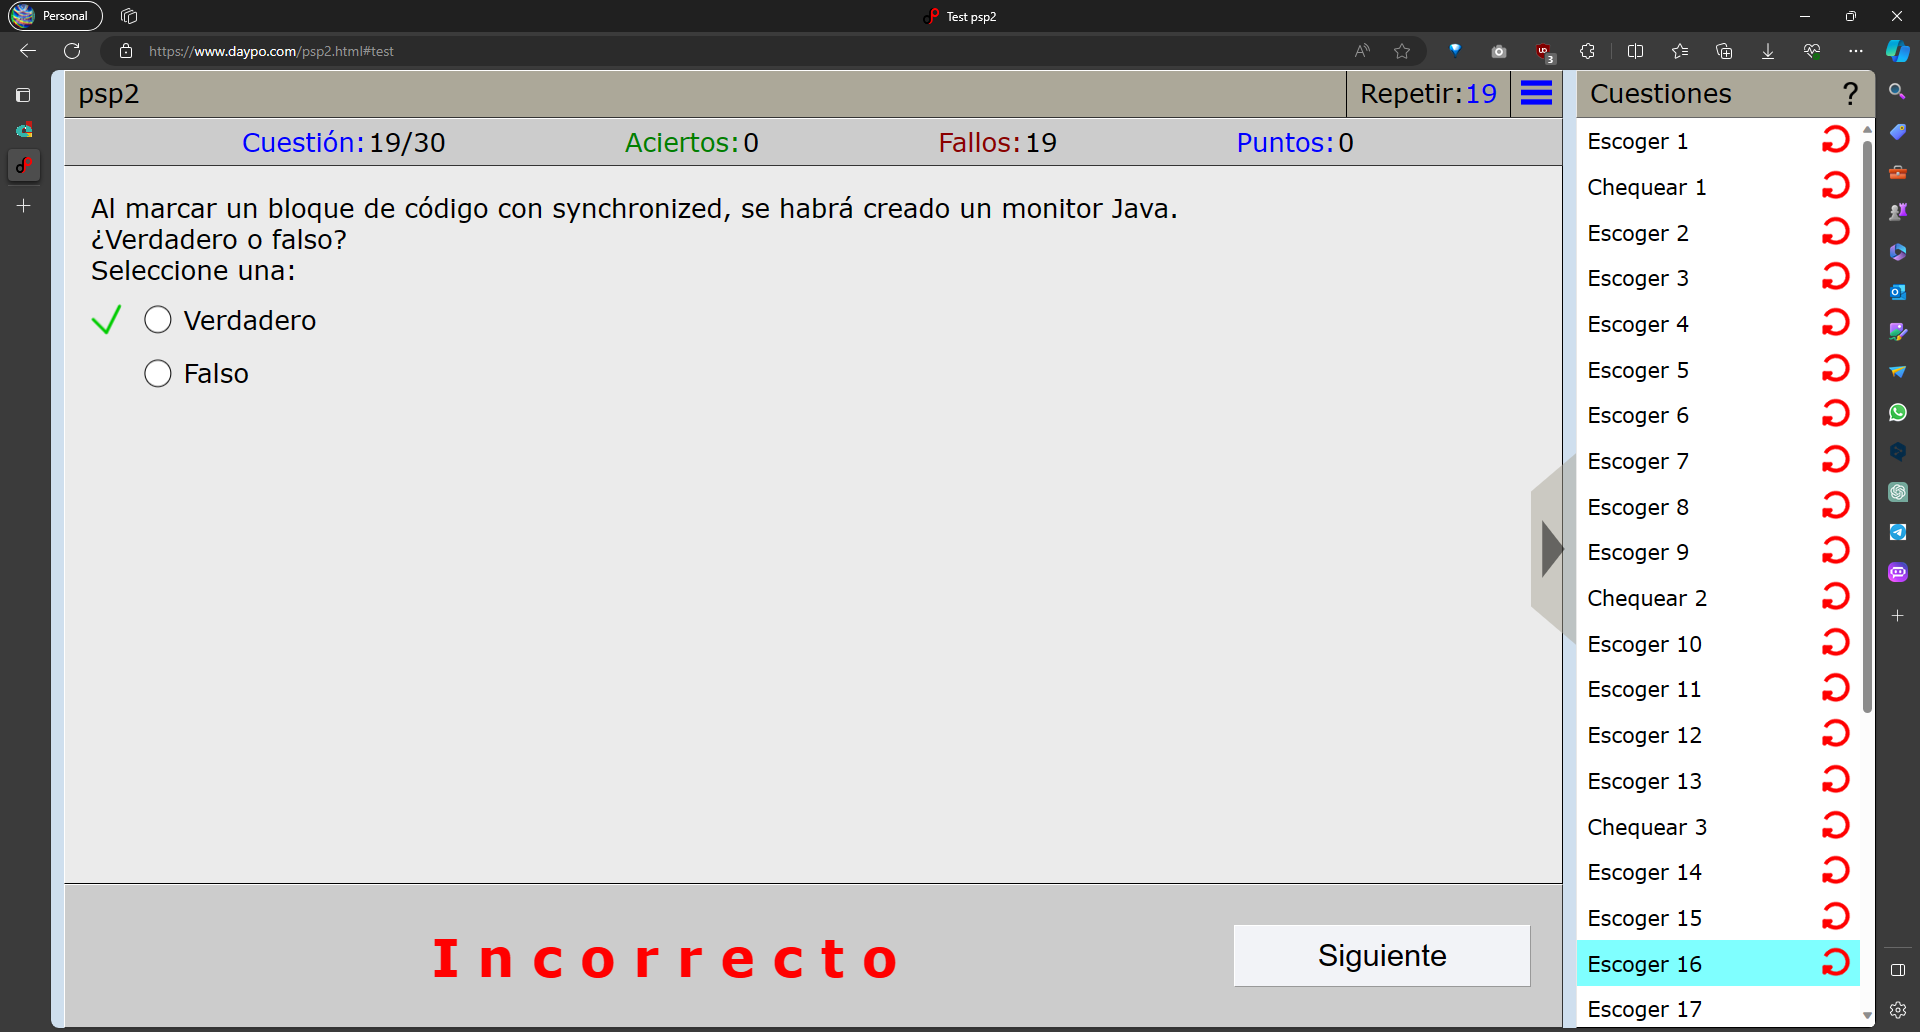 Personal
Test psp2
https://www.daypo.com/psp2.html#test
3
psp2
Repetir:19
Cuestiones
?
Cuestión:19/30
Aciertos:0
Fallos:19
Puntos:0
Al marcar un bloque de código con synchronized, se habrá creado un monitor Java.
¿Verdadero o falso?
Seleccione una:
Verdadero
Falso
Incorrecto
Siguiente
Escoger 1
Chequear 1
Escoger 2
Escoger 3
Escoger 4
Escoger 5
Escoger 6
Escoger 7
Escoger 8
Escoger 9
Chequear 2
Escoger 10
Escoger 11
Escoger 12
Escoger 13
Chequear 3
Escoger 14
Escoger 15
Escoger 16
Escoger 17